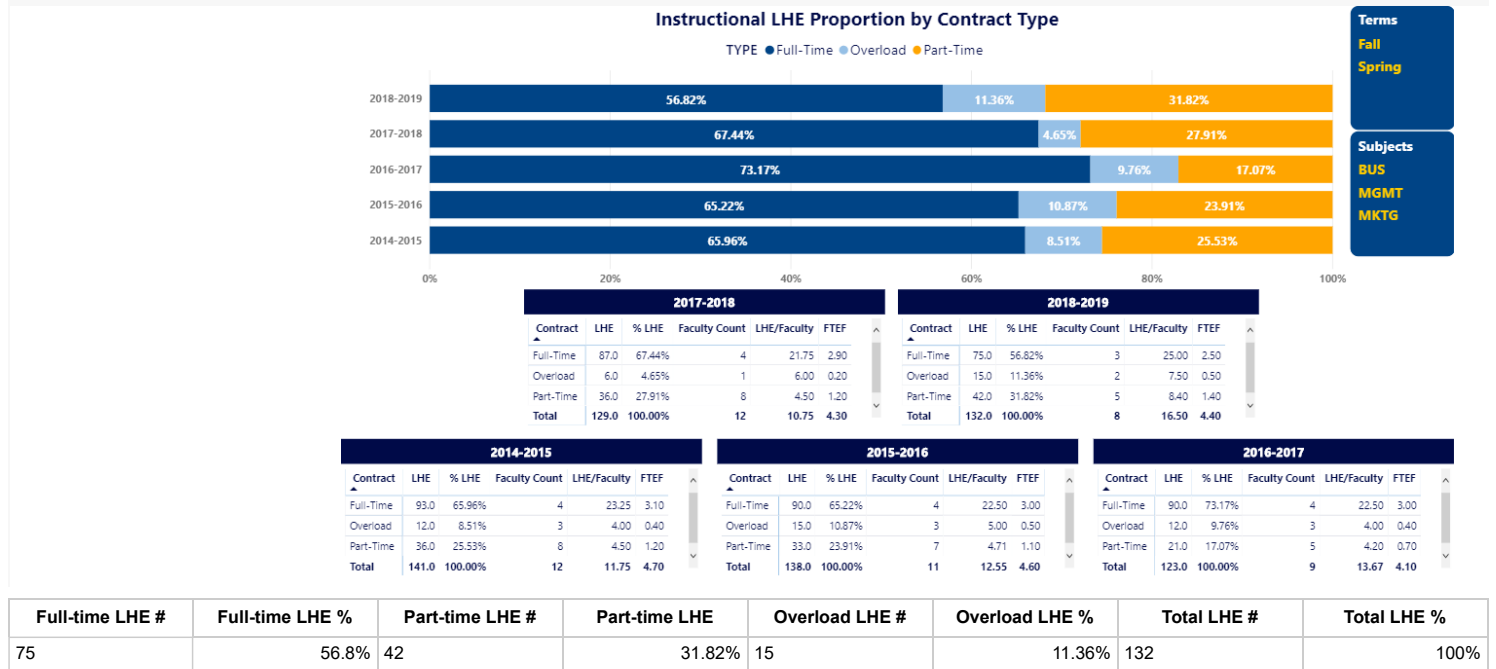 Instructional LHE Proportion by Contract Type
TYPE Full-Time Overload Part-Time
Terms
Fall
Spring
Subjects
BUS
MGMT
MKTG
2018-2019 56.82% 11.36% 31.82%
2017-2018 67.44% 4.65% 27.91%
2016-2017 73.17% 9.76% 17.07%
2015-2016 65.22% 10.87% 23.91%
2014-2015 65.96% 8.51% 25.53%
0% 20% 40% 60% 80% 100%
2017-2018
Contract LHE % LHE Faculty Count LHE/Faculty FTEF
Full-Time 87.0 67.44% 4 21.75 2.90
Overload 6.0 4.65% 1 6.00 0.20
Part-Time 36.0 27.91% 8 4.50 1.20
Total 129.0 100.00% 12 10.75 4.30
2018-2019
Contract LHE % LHE Faculty Count LHE/Faculty FTEF
Full-Time 75.0 56.82% 3 25.00 2.50
Overload 15.0 11.36% 2 7.50 0.50
Part-Time 42.0 31.82% 5 8.40 1.40
Total 132.0 100.00% 8 16.50 4.40
2014-2015
Contract LHE % LHE Faculty Count LHE/Faculty FTEF
Full-Time 93.0 65.96% 4 23.25 3.10
Overload 12.0 8.51% 3 4.00 0.40
Part-Time 36.0 25.53% 8 4.50 1.20
Total 141.0 100.00% 12 11.75 4.70
2015-2016
Contract LHE % LHE Faculty Count LHE/Faculty FTEF
Full-Time 90.0 65.22% 4 22.50 3.00
Overload 15.0 10.87% 3 5.00 0.50
Part-Time 33.0 23.91% 7 4.71 1.10
Total 138.0 100.00% 11 12.55 4.60
2016-2017
Contract LHE % LHE Faculty Count LHE/Faculty FTEF
Full-Time 90.0 73.17% 4 22.50 3.00
Overload 12.0 9.76% 3 4.00 0.40
Part-Time 21.0 17.07% 5 4.20 0.70
Total 123.0 100.00% 9 13.67 4.10
Full-time LHE # Full-time LHE % Part-time LHE # Part-time LHE Overload LHE # Overload LHE % Total LHE # Total LHE %
75 56.8% 42 31.82% 15 11.36% 132 100%